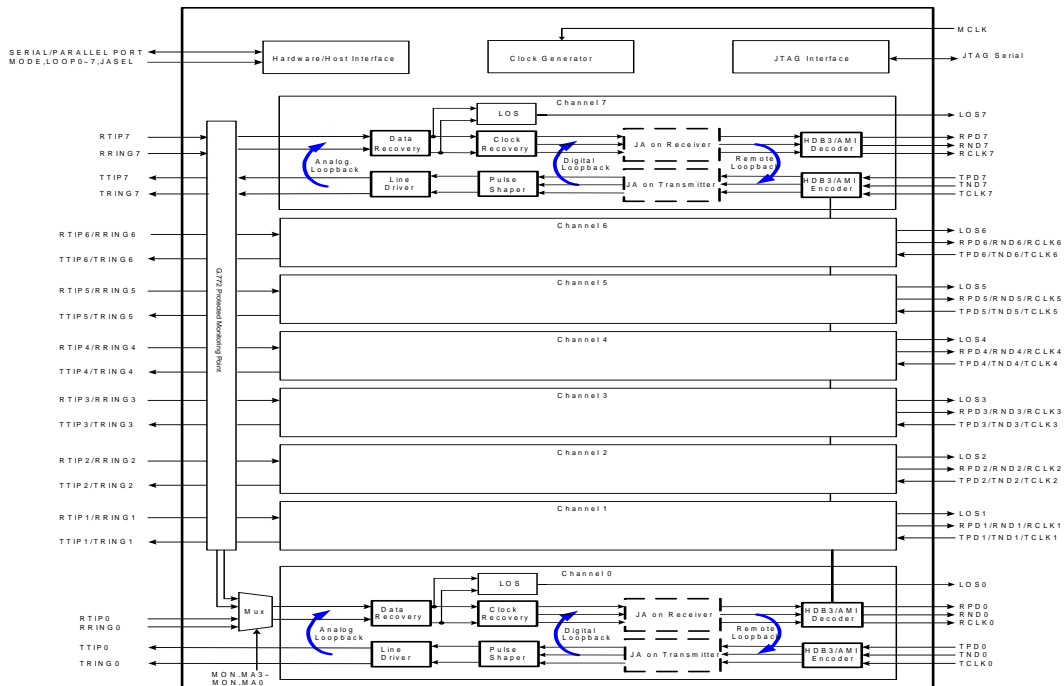 MCLK
SERIAL/PARALLEL PORT
MODE,LOOP0~7,JASEL
Hardware/Host Interface
Clock Generator
JTAG Interface
JTAG Serial
Channel 7
LOS
LOS7
RTIP7
RRING7
TTIP7
TRING7
Analog
Loopback
Data
Recovery
Line
Driver
Clock
Recovery
Pulse
Shaper
Digital
Loopback
JA on Receiver
JA on Transmitter
Remote
Loopback
HDB3/AMI
Decoder
HDB3/AMI
Encoder
RPD7
RND7
RCLK7
TPD7
TND7
TCLK7
G.772 Protected Monitoring Point
RTIP6/RRING6
TTIP6/TRING6
Channel 6
LOS6
RPD6/RND6/RCLK6
TPD6/TND6/TCLK6
RTIP5/RRING5
TTIP5/TRING5
Channel 5
LOS5
RPD5/RND5/RCLK5
TPD5/TND5/TCLK5
RTIP4/RRING4
TTIP4/TRING4
Channel 4
LOS4
RPD4/RND4/RCLK4
TPD4/TND4/TCLK4
RTIP3/RRING3
TTIP3/TRING3
Channel 3
LOS3
RPD3/RND3/RCLK3
TPD3/TND3/TCLK3
RTIP2/RRING2
TTIP2/TRING2
Channel 2
LOS2
RPD2/RND2/RCLK2
TPD2/TND2/TCLK2
RTIP1/RRING1
TTIP1/TRING1
Channel 1
LOS1
RPD1/RND1/RCLK1
TPD1/TND1/TCLK1
Channel 0
LOS
LOS0
Mux
RTIP0
RRING0
TTIP0
TRING0
MON.MA3~
MON.MA0
Analog
Loopback
Data
Recovery
Line
Driver
Clock
Recovery
Pulse
Shaper
Digital
Loopback
JA on Receiver
JA on Transmitter
Remote
Loopback
HDB3/AMI
Decoder
HDB3/AMI
Encoder
RPD0
RND0
RCLK0
TPD0
TND0
TCLK0